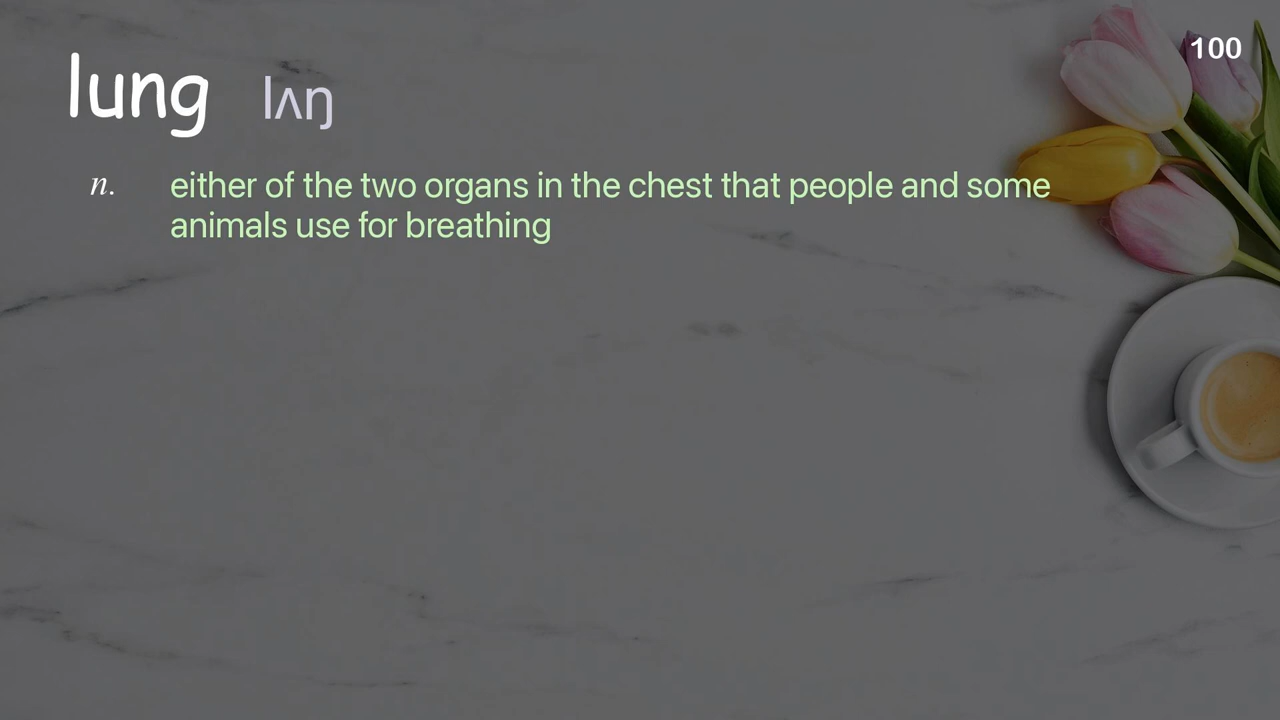 100
lung lʌŋ
n. either of the two organs in the chest that people and some
animals use for breathing